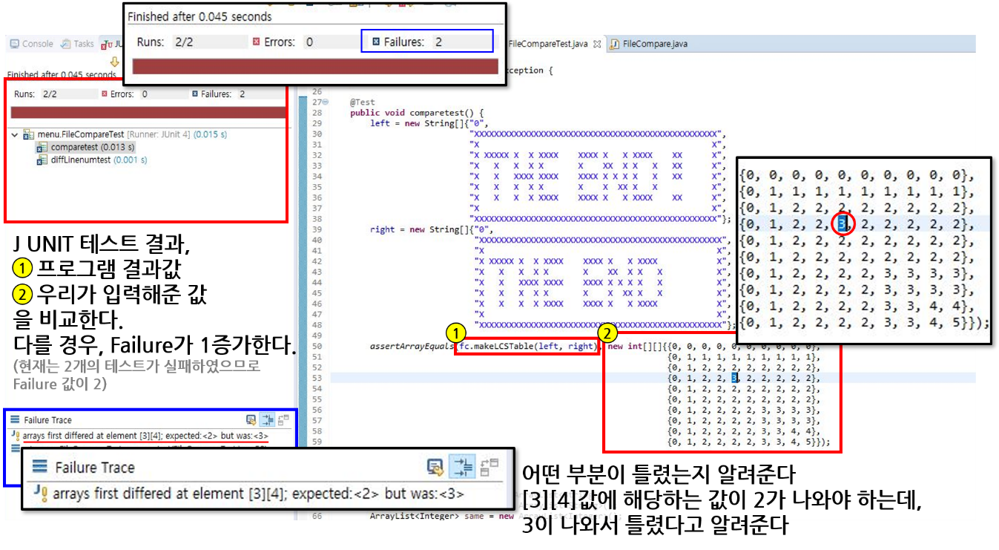 Finished after 0.045 seconds
Runs: 2/2 Errors: 0 Failures: 2
Console Tasks JU
FileCompareTest.java FileCompare.java
Finished after 0.045 seconds
Runs: 2/2 Errors: 0 Failures: 2
menu.FileCompareTest [Runner: JUnit 4] (0.015 s)
comparetest (0.013 s)
diffLinenumtest (0.001 s)
J UNIT 테스트 결과,
1 프로그램 결과값
2 우리가 입력해준 값
을 비교한다.
다를 경우, Failure가 1증가한다.
(현재는 2개의 테스트가 실패하였으므로
Failure 값이 2)
Failure Trace
arrays first differed at element [3][4]; expected:<2> but was:<3>
Failure Trace
arrays first differed at element [3][4]; expected:<2> but was:<3>
xception {
26
27 @Test
28 public void comparetest() {
29 left = new String[]{"0",
30
31 "X X",
32 "X XXXXX X X XXXX XXXX X X XXXX XX X",
33 "X X X X X X XX X X X XX X",
34 "X X XXXX XXXX XXXX X X X X X XX X",
35 "X X X X X X X XX X X X",
36 "X X X X XXXX XXXX X X XXXX XX X",
37 "X X",
38
39 right = new String[]{"0",
40
41 "X X",
42 "X XXXXX X X XXXX XXXX X X XXXX X",
43 "X X X X X X XX X X X X",
44 "X X XXXX XXXX XXXX X X X X X X",
45 "X X X X X X X XX X X X",
46 "X X X X XXXX XXXX X X XXXX X",
47 "X X",
48
49
1 2
50 assertArrayEquals(fc.makeLCSTable(left, right), new int[][]{{0, 0, 0, 0, 0, 0, 0, 0, 0, 0},
51 {0, 1, 1, 1, 1, 1, 1, 1, 1, 1},
52 {0, 1, 2, 2, 2, 2, 2, 2, 2, 2},
53 {0, 1, 2, 2, 3, 2, 2, 2, 2, 2},
54 {0, 1, 2, 2, 2, 2, 2, 2, 2, 2},
55 {0, 1, 2, 2, 2, 2, 2, 2, 2, 2},
56 {0, 1, 2, 2, 2, 2, 3, 3, 3, 3},
57 {0, 1, 2, 2, 2, 2, 3, 3, 3, 3},
58 {0, 1, 2, 2, 2, 2, 3, 3, 4, 4},
59 {0, 1, 2, 2, 2, 2, 3, 3, 4, 5}});
66 ArrayList<Integer> same = new
{0, 0, 0, 0, 0, 0, 0, 0, 0, 0},
{0, 1, 1, 1, 1, 1, 1, 1, 1, 1},
{0, 1, 2, 2, 2, 2, 2, 2, 2, 2},
{0, 1, 2, 2, 3, 2, 2, 2, 2, 2},
{0, 1, 2, 2, 2, 2, 2, 2, 2, 2},
{0, 1, 2, 2, 2, 2, 2, 2, 2, 2},
{0, 1, 2, 2, 2, 2, 3, 3, 3, 3},
{0, 1, 2, 2, 2, 2, 3, 3, 3, 3},
{0, 1, 2, 2, 2, 2, 3, 3, 4, 4},
{0, 1, 2, 2, 2, 2, 3, 3, 4, 5}});
어떤 부분이 틀렸는지 알려준다
[3][4]값에 해당하는 값이 2가 나와야 하는데,
3이 나와서 틀렸다고 알려준다